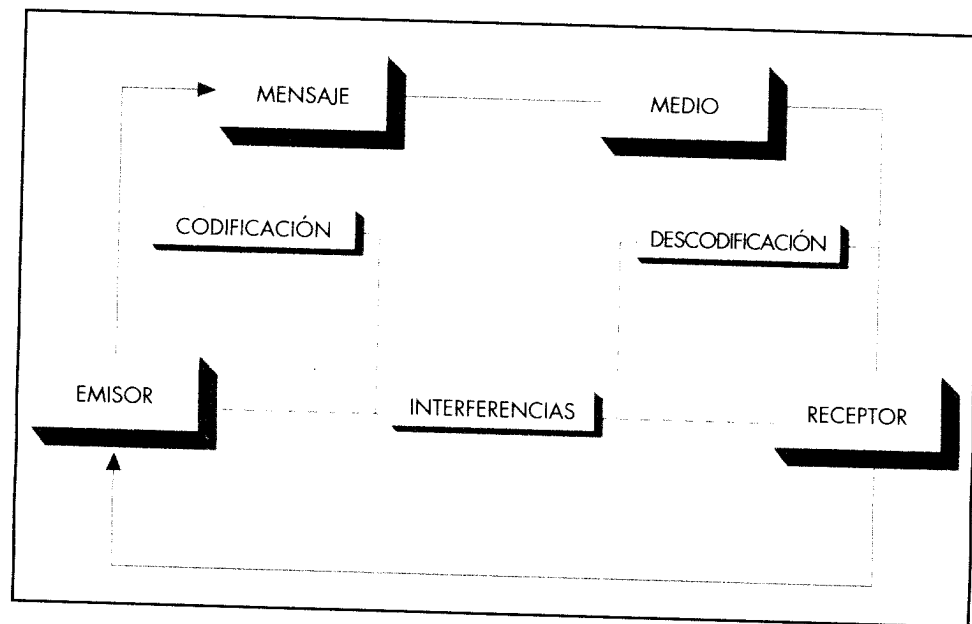 MENSAJE
MEDIO
CODIFICACIÓN
DESCODIFICACIÓN
EMISOR
INTERFERENCIAS
RECEPTOR